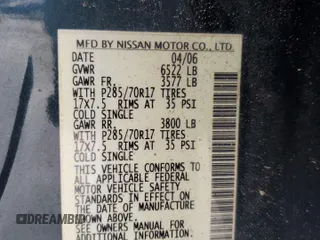 MFD BY NISSAN MOTOR CO., LTD.
DATE 04/06
GVWR 6522 LB
GAWR FR. 3577 LB
WITH P285/70R17 TIRES
17X7.5 RIMS AT 35 PSI
COLD SINGLE
GAWR RR. 3800 LB
WITH P285/70R17 TIRES
17X7.5 RIMS AT 35 PSI
COLD SINGLE
THIS VEHICLE CONFORMS TO
ALL APPLICABLE FEDERAL
MOTOR VEHICLE SAFETY
STANDARDS IN EFFECT ON
THE DATE OF MANUFACTURE
SHOWN ABOVE.
SEE OWNERS MANUAL FOR
ADDITIONAL INFORMATION.
DREAMBID